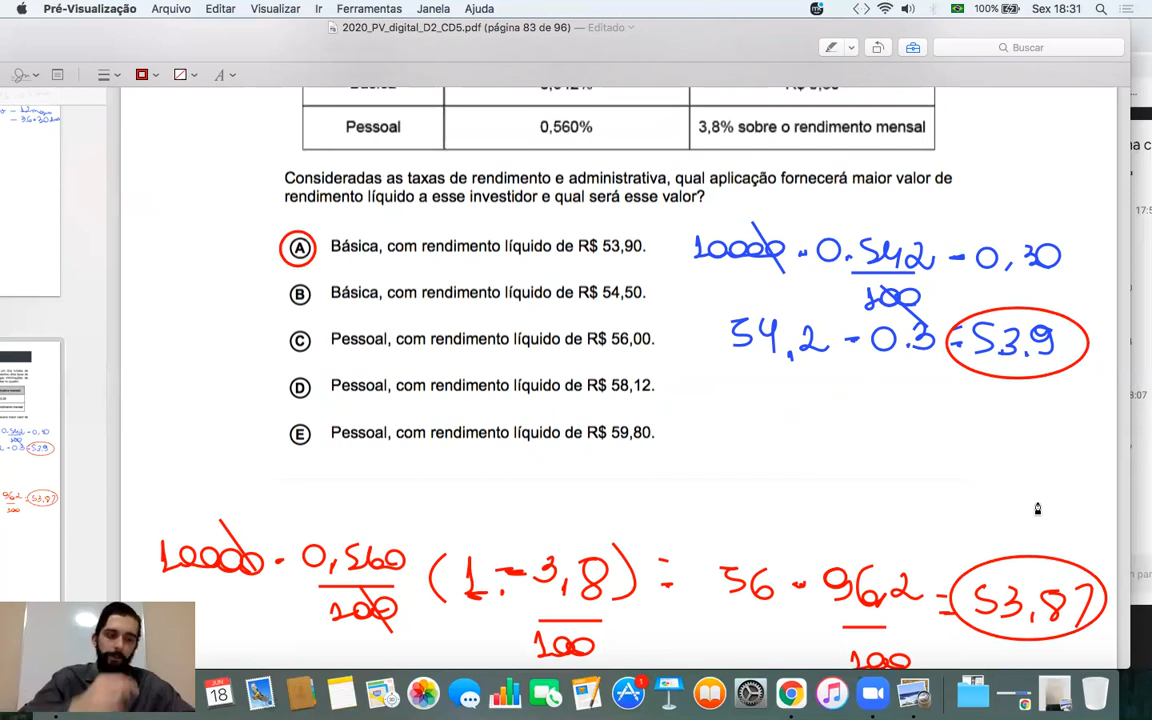 Pré-Visualização Arquivo Editar Visualizar Ir Ferramentas Janela Ajuda 100% Sex 18:31
2020_PV_digital_D2_CD5.pdf (página 83 de 96) — Editado
Buscar
Pessoal 0,560% 3,8% sobre o rendimento mensal
Consideradas as taxas de rendimento e administrativa, qual aplicação fornecerá maior valor de
rendimento líquido a esse investidor e qual será esse valor?
A Básica, com rendimento líquido de R$ 53,90.
B Básica, com rendimento líquido de R$ 54,50.
C Pessoal, com rendimento líquido de R$ 56,00.
D Pessoal, com rendimento líquido de R$ 58,12.
E Pessoal, com rendimento líquido de R$ 59,80.
10000 · 0.542 - 0,30
100
54,2 - 0.3 = 53.9
10000 · 0,560 (1 - 3,8) = 56 · 96,2 = 53,87
100 100 100
JUN
18
1